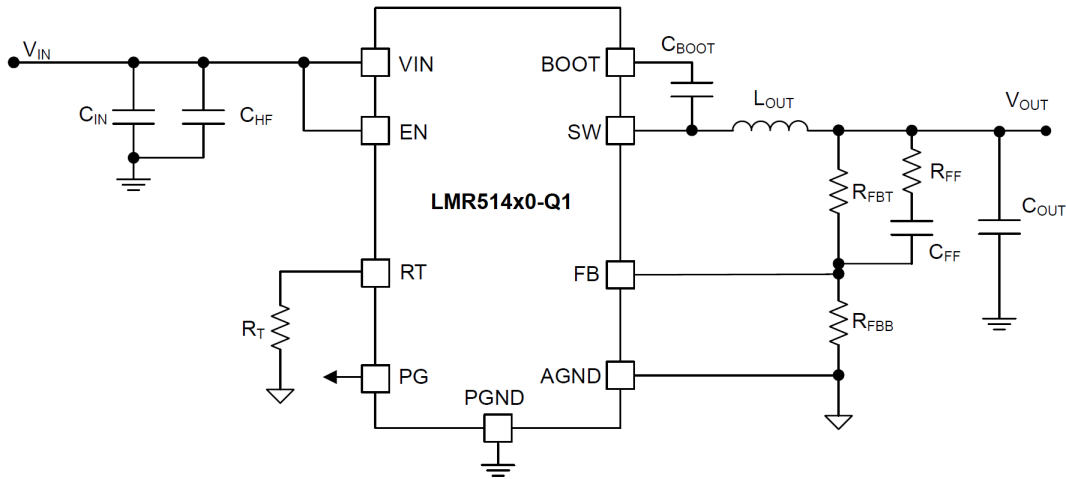 VIN
VIN
BOOT
CBOOT
LOUT
VOUT
CIN
CHF
EN
SW
RFBT
RFF
COUT
LMR514x0-Q1
CFF
RT
FB
RT
RFBB
PG
AGND
PGND